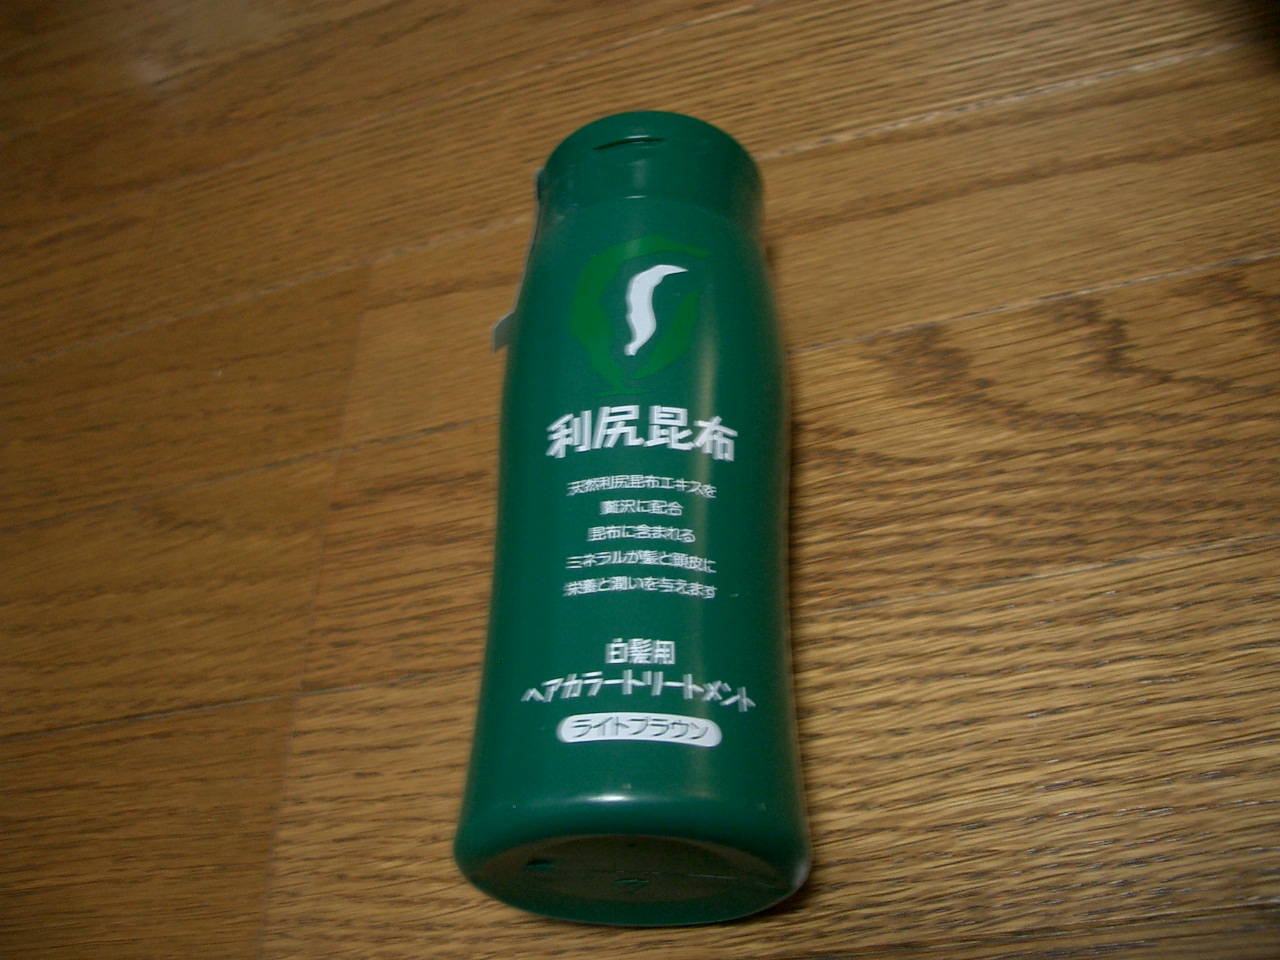 利尻昆布
天然利尻昆布エキスを
贅沢に配合
昆布に含まれる
ミネラルが髪と頭皮に
栄養と潤いを与えます
白髪用
ヘアカラートリートメント
ライトブラウン